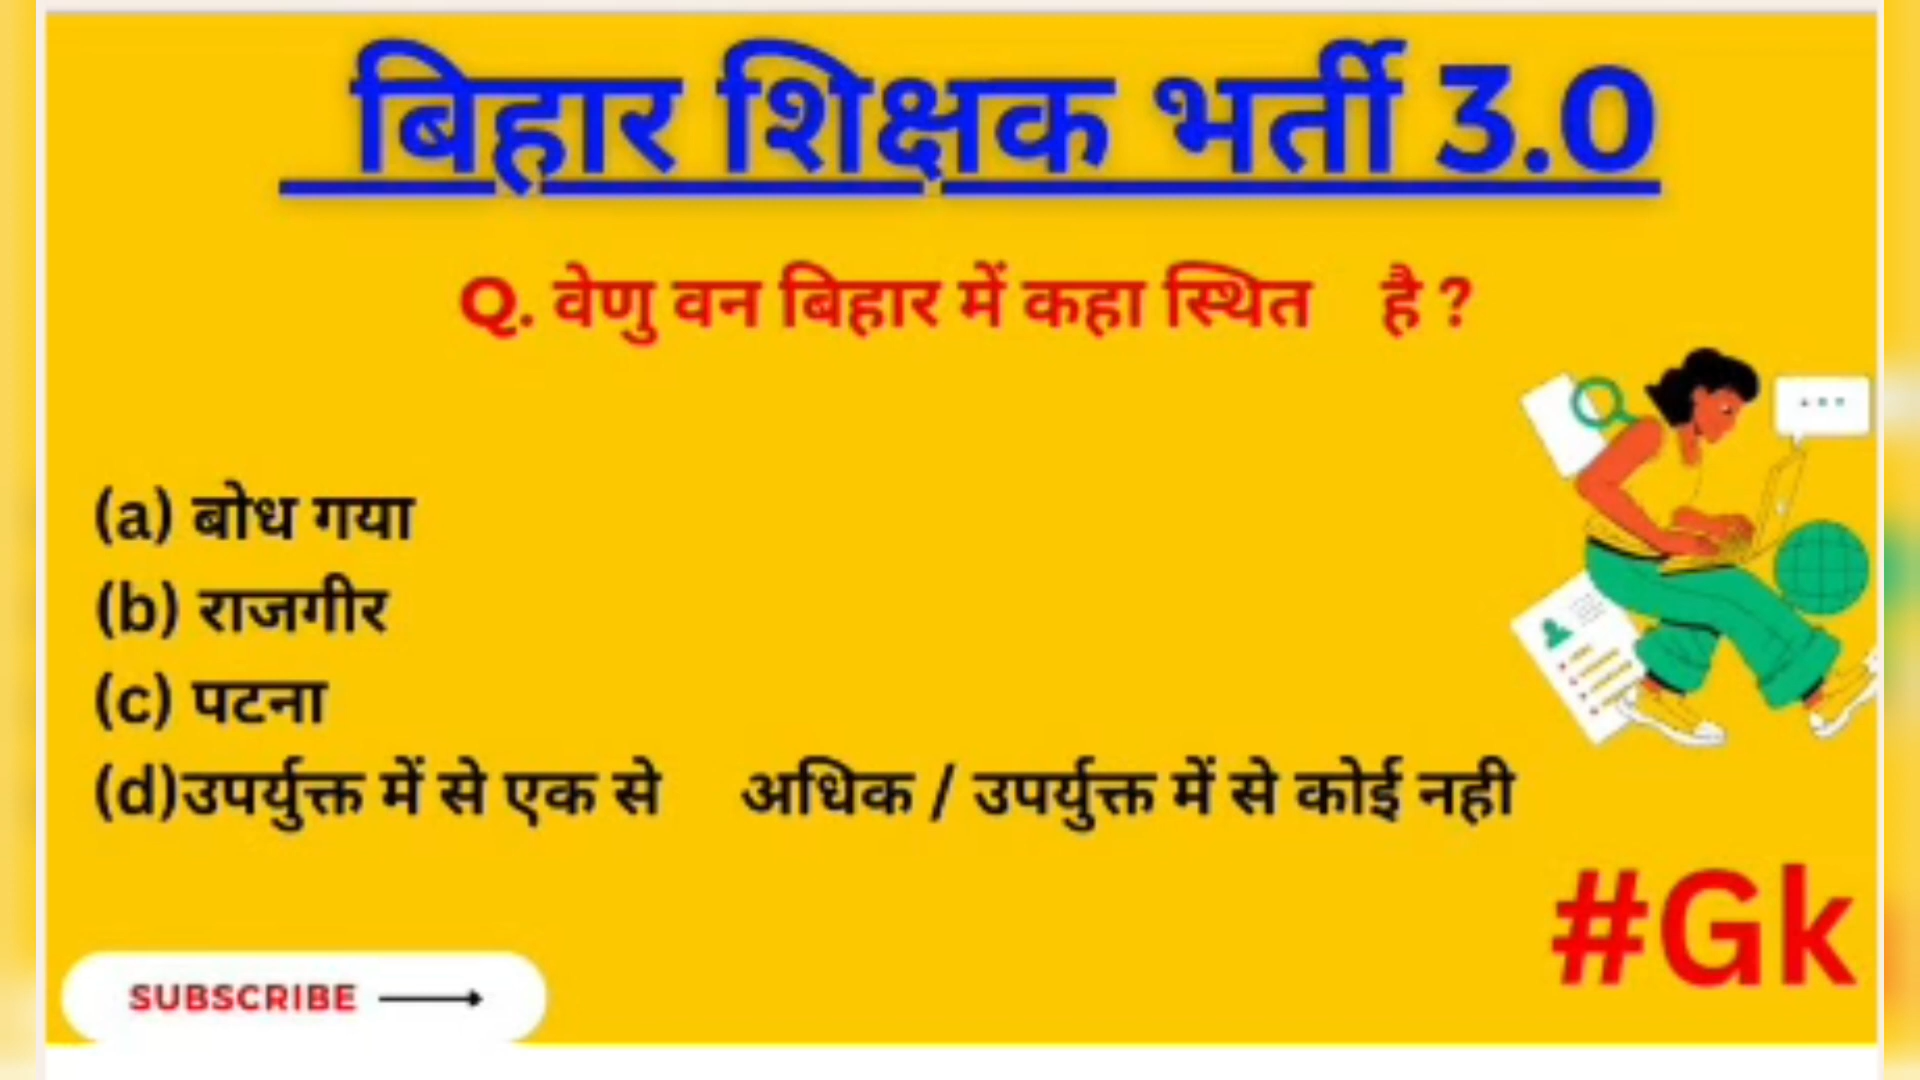 बिहार शिक्षक भर्ती 3.0
Q. वेणु वन बिहार में कहा स्थित है ?
(a) बोध गया
(b) राजगीर
(c) पटना
(d)उपर्युक्त में से एक से अधिक / उपर्युक्त में से कोई नही
#Gk
SUBSCRIBE